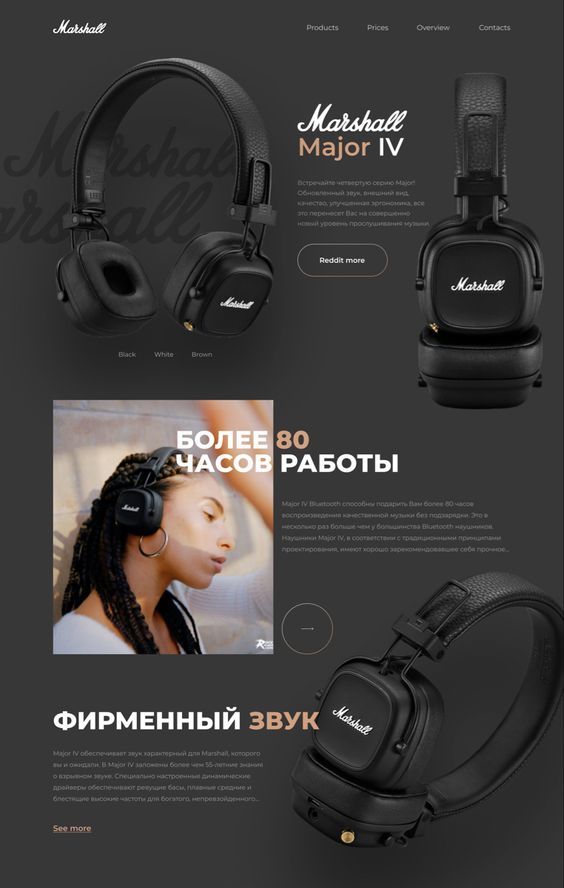 Marshall
Products Prices Overview Contacts
Marshall
Marshall
Marshall
Major IV
Встречайте четвертую серию Major!
Обновленный звук, внешний вид,
качество, улучшенная эргономика, все
это перенесет Вас на совершенно
новый уровень прослушивания музыки.
Reddit more
Marshall
Marshall
Black White Brown
БОЛЕЕ 80
ЧАСОВ РАБОТЫ
Marshall
Major IV Bluetooth способны подарить Вам более 80 часов
воспроизведения качественной музыки без подзарядки. Это в
несколько раз больше чем у большинства Bluetooth наушников.
Наушники Major IV, в соответствии с традиционными принципами
проектирования, имеют хорошо зарекомендовавшее себя прочное...
ФИРМЕННЫЙ ЗВУК
Marshall
Major IV обеспечивает звук характерный для Marshall, которого
вы и ожидали. В Major IV заложены более чем 55-летние знания
о взрывном звуке. Специально настроенные динамические
драйверы обеспечивают ревущие басы, плавные средние и
блестящие высокие частоты для богатого, непревзойденного...
See more